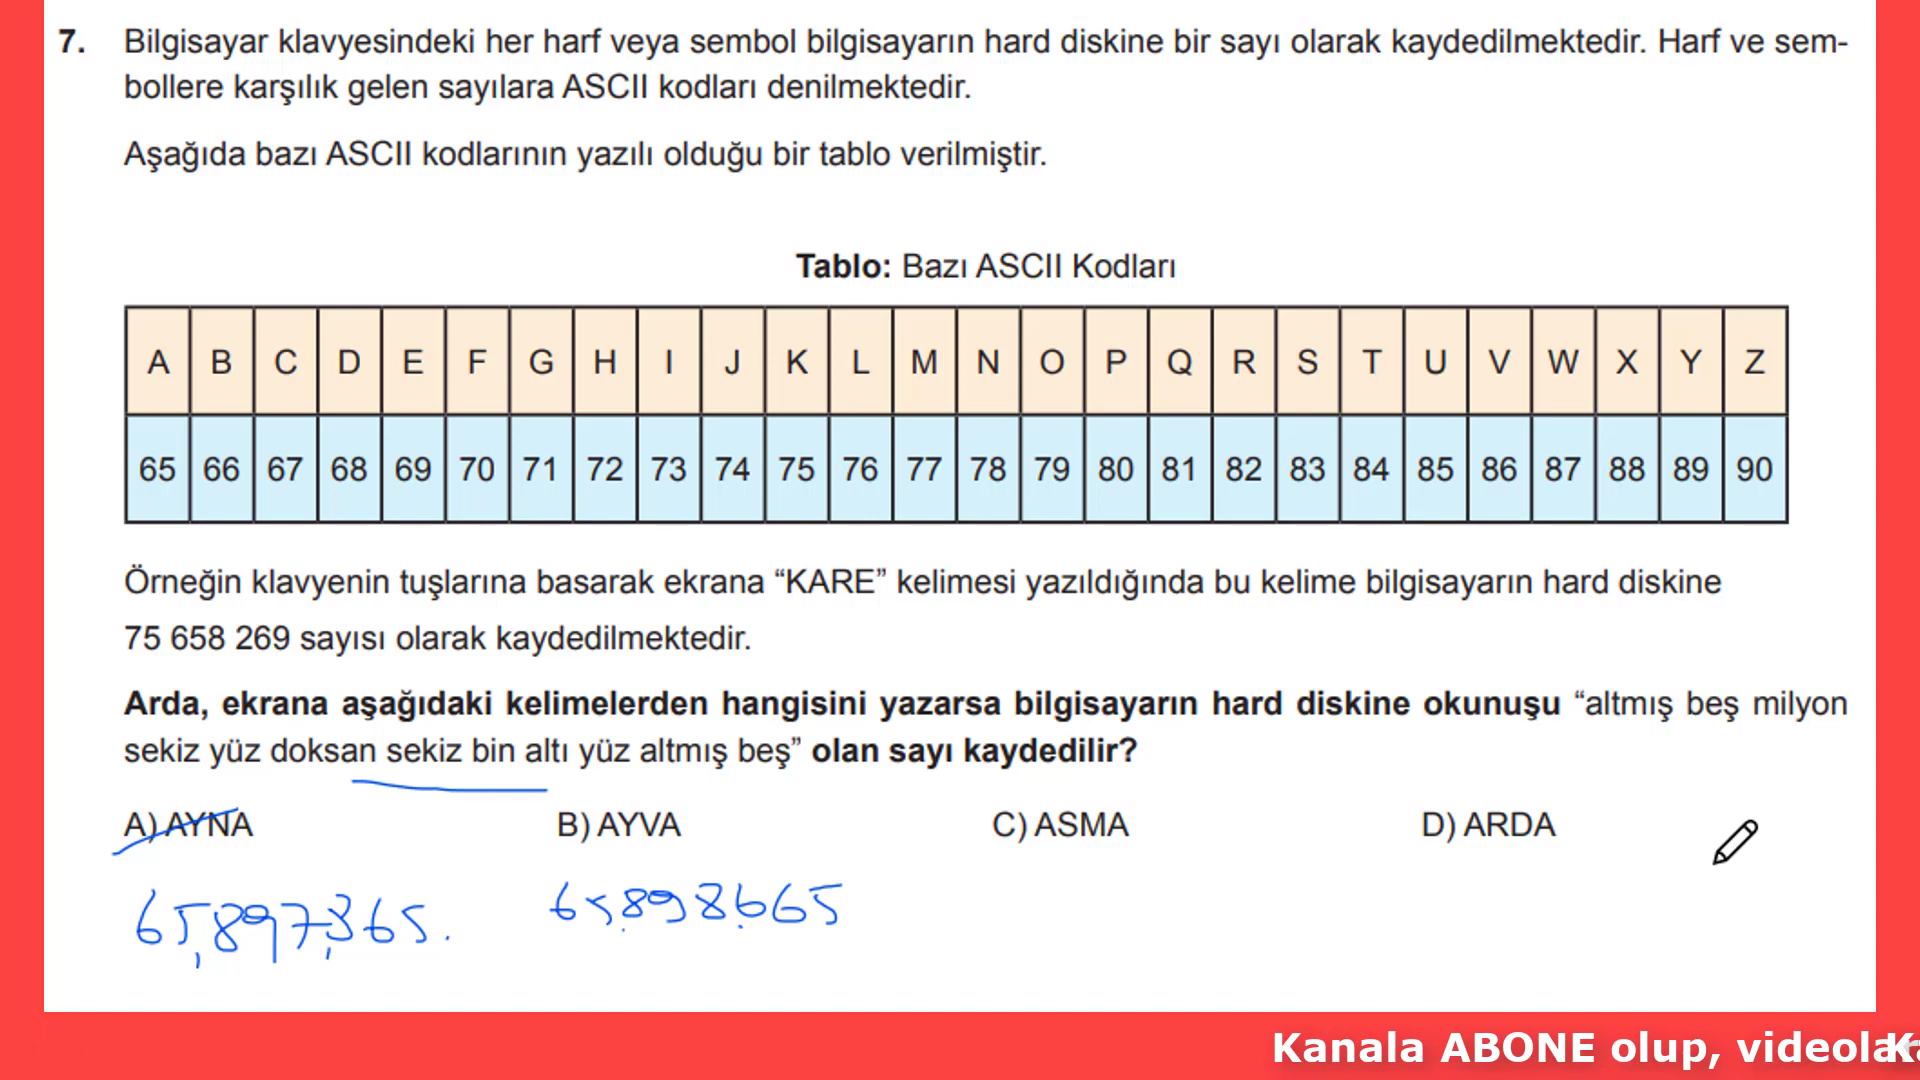 7. Bilgisayar klavyesindeki her harf veya sembol bilgisayarın hard diskine bir sayı olarak kaydedilmektedir. Harf ve sem-
bollere karşılık gelen sayılara ASCII kodları denilmektedir.
Aşağıda bazı ASCII kodlarının yazılı olduğu bir tablo verilmiştir.
Tablo: Bazı ASCII Kodları
A B C D E F G H I J K L M N O P Q R S T U V W X Y Z
65 66 67 68 69 70 71 72 73 74 75 76 77 78 79 80 81 82 83 84 85 86 87 88 89 90
Örneğin klavyenin tuşlarına basarak ekrana “KARE” kelimesi yazıldığında bu kelime bilgisayarın hard diskine
75 658 269 sayısı olarak kaydedilmektedir.
Arda, ekrana aşağıdaki kelimelerden hangisini yazarsa bilgisayarın hard diskine okunuşu “altmış beş milyon
sekiz yüz doksan sekiz bin altı yüz altmış beş” olan sayı kaydedilir?
A) AYNA B) AYVA C) ASMA D) ARDA
65,897,865. 65.898.665
Kanala ABONE olup,